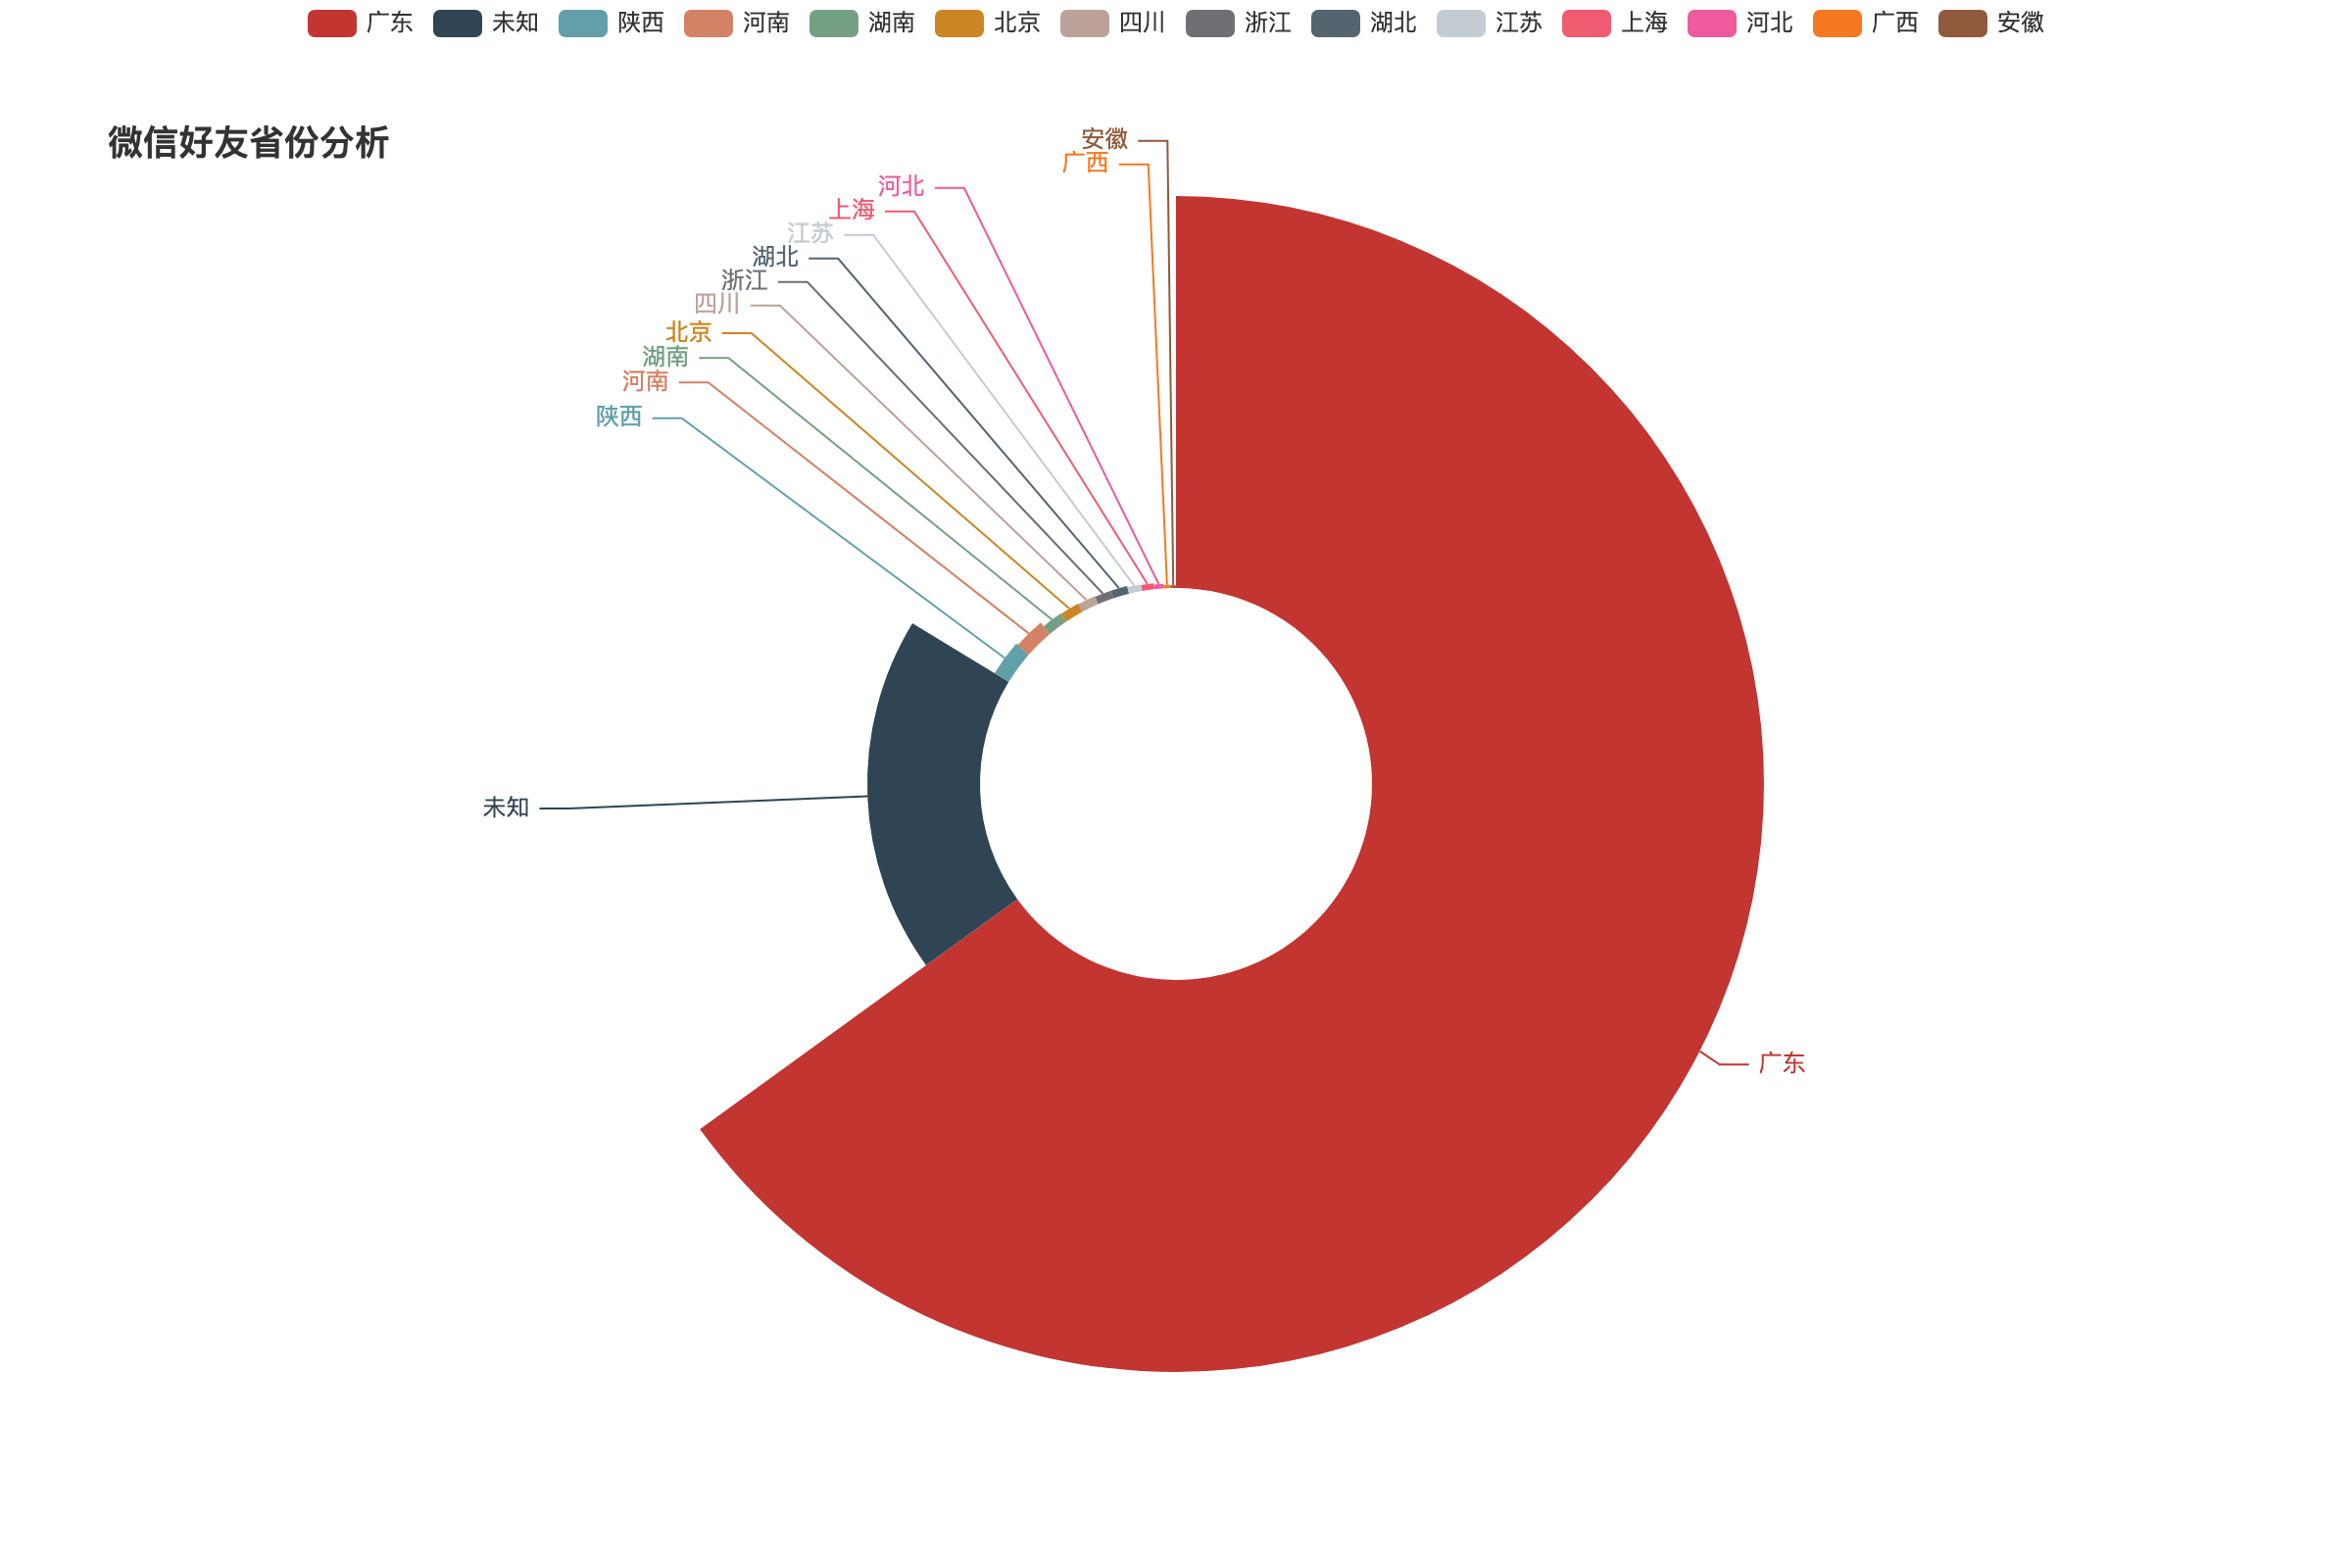 广东 未知 陕西 河南 湖南 北京 四川 浙江 湖北 江苏 上海 河北 广西 安徽
微信好友省份分析
安徽
广西
河北
上海
江苏
湖北
浙江
四川
北京
湖南
河南
陕西
未知
广东